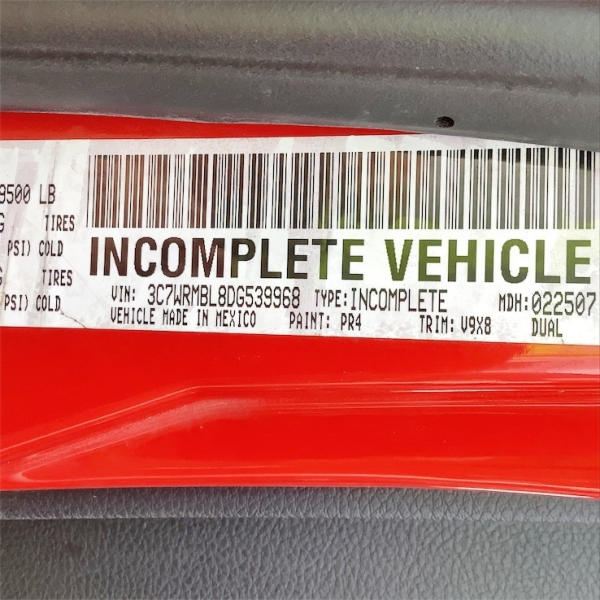 9500 LB
G TIRES
PSI) COLD
G TIRES
PSI) COLD
INCOMPLETE VEHICLE
VIN: 3C7WRMBL8DG539968 TYPE:INCOMPLETE MDH:022507
VEHICLE MADE IN MEXICO PAINT: PR4 TRIM: V9X8 DUAL